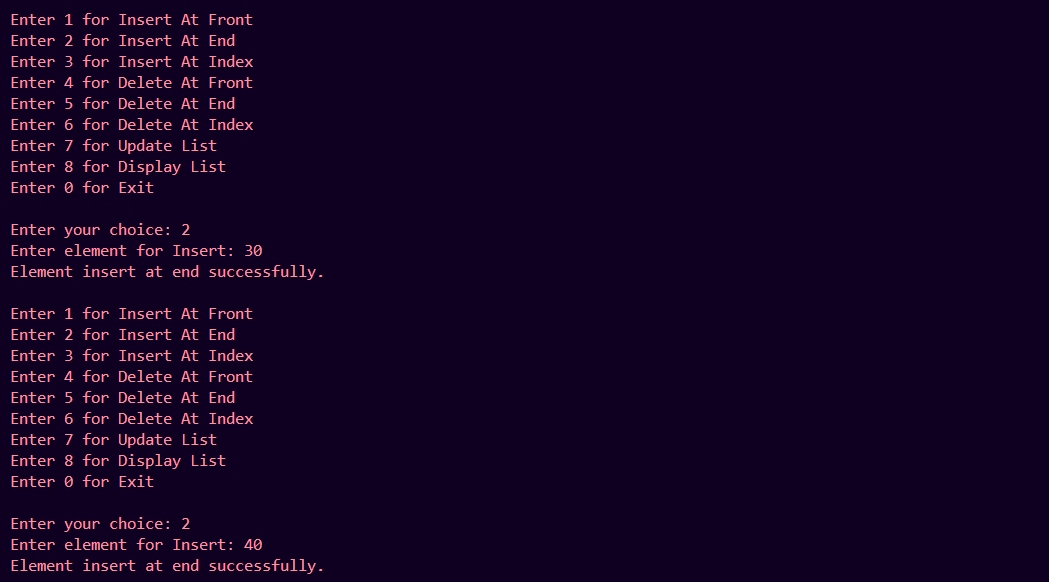 Enter 1 for Insert At Front
Enter 2 for Insert At End
Enter 3 for Insert At Index
Enter 4 for Delete At Front
Enter 5 for Delete At End
Enter 6 for Delete At Index
Enter 7 for Update List
Enter 8 for Display List
Enter 0 for Exit
Enter your choice: 2
Enter element for Insert: 30
Element insert at end successfully.
Enter 1 for Insert At Front
Enter 2 for Insert At End
Enter 3 for Insert At Index
Enter 4 for Delete At Front
Enter 5 for Delete At End
Enter 6 for Delete At Index
Enter 7 for Update List
Enter 8 for Display List
Enter 0 for Exit
Enter your choice: 2
Enter element for Insert: 40
Element insert at end successfully.